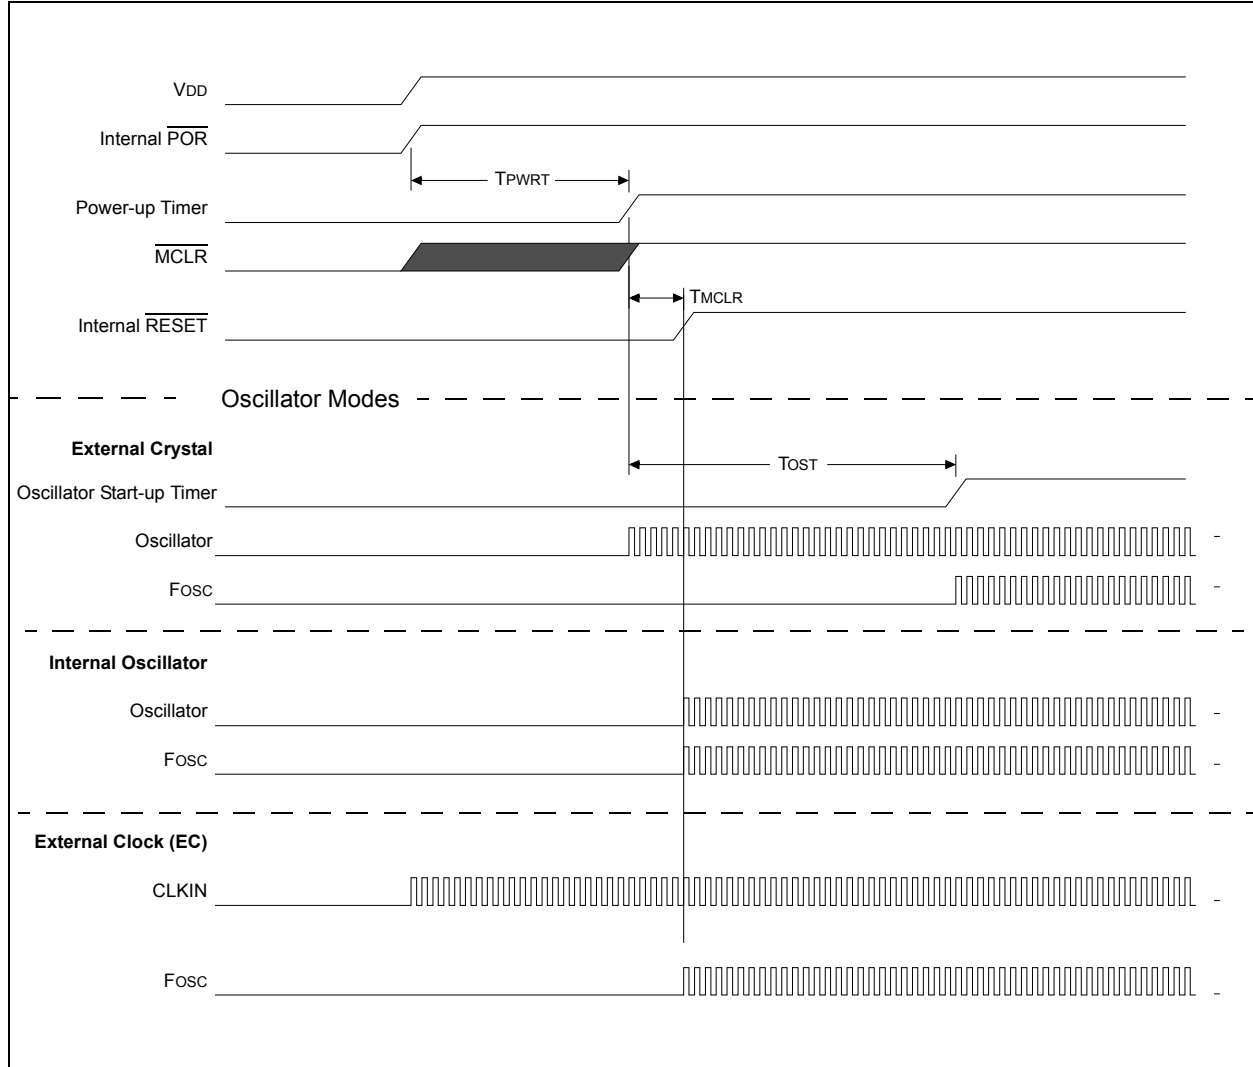 VDD
Internal POR
TPWRT
Power-up Timer
MCLR
TMCLR
Internal RESET
Oscillator Modes
External Crystal
TOST
Oscillator Start-up Timer
Oscillator
FOSC
Internal Oscillator
Oscillator
FOSC
External Clock (EC)
CLKIN
FOSC